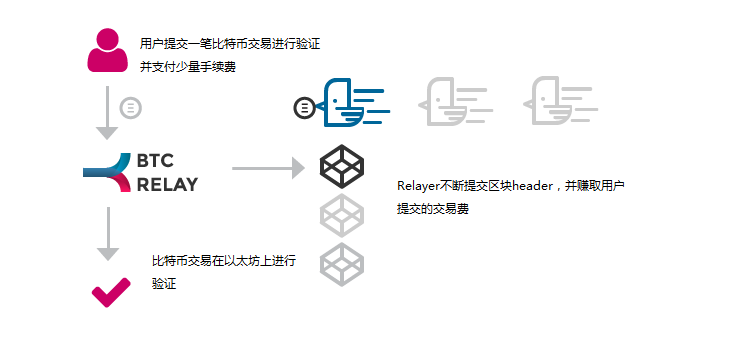 用户提交一笔比特币交易进行验证
并支付少量手续费
BTC
RELAY
Relayer不断提交区块header，并赚取用户
提交的交易费
比特币交易在以太坊上进行
验证